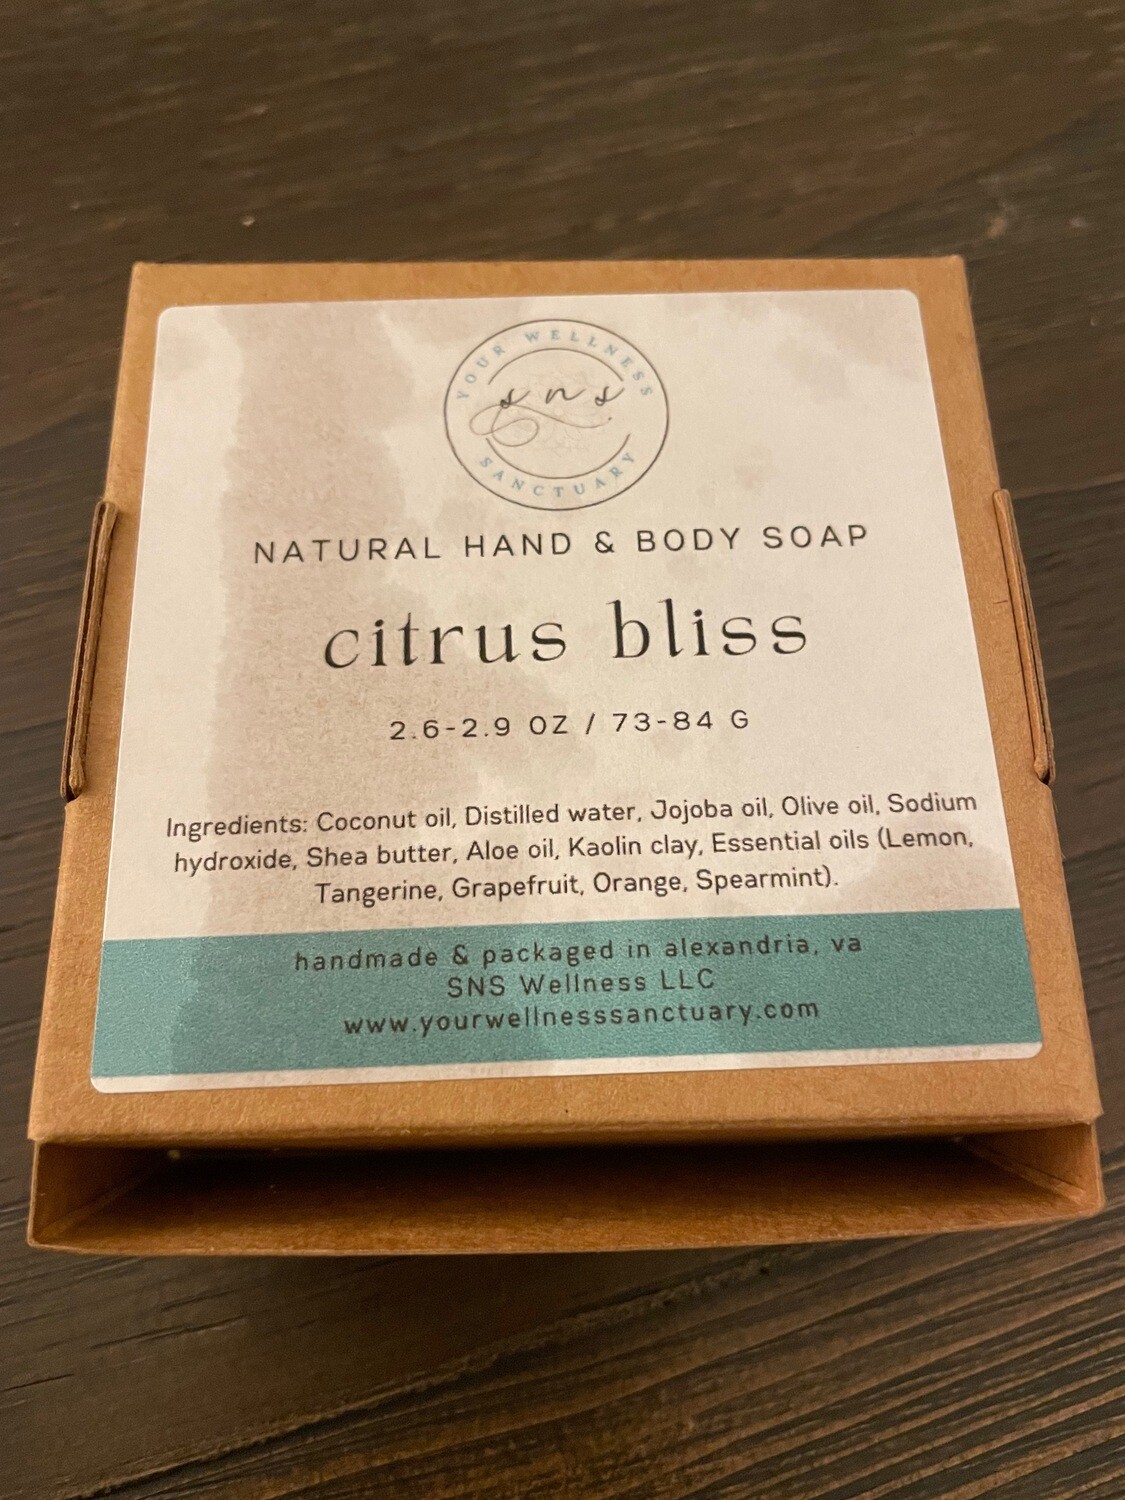 YOUR WELLNESS
sns
SANCTUARY
NATURAL HAND & BODY SOAP
citrus bliss
2.6-2.9 OZ / 73-84 G
Ingredients: Coconut oil, Distilled water, Jojoba oil, Olive oil, Sodium
hydroxide, Shea butter, Aloe oil, Kaolin clay, Essential oils (Lemon,
Tangerine, Grapefruit, Orange, Spearmint).
handmade & packaged in alexandria, va
SNS Wellness LLC
www.yourwellnesssanctuary.com